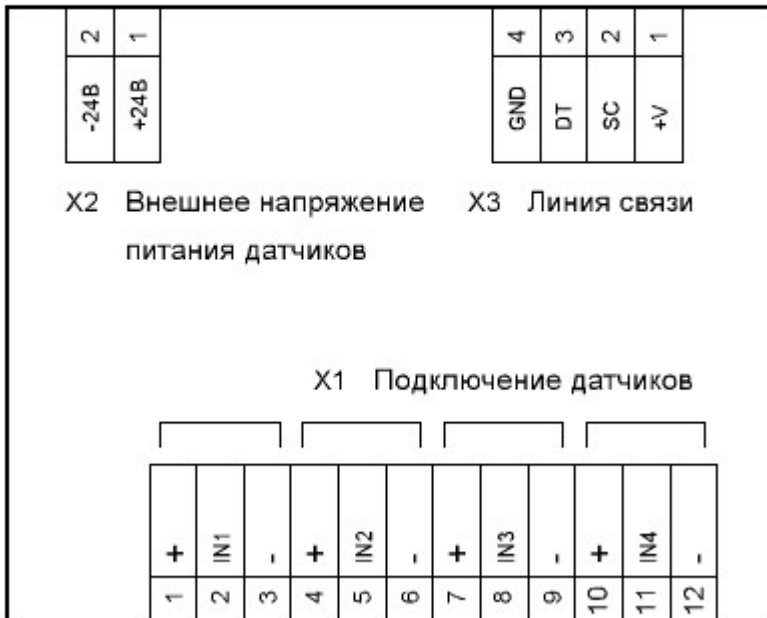 2 1
-24В +24В
4 3 2 1
GND DT SC +V
X2 Внешнее напряжение питания датчиков
X3 Линия связи
X1 Подключение датчиков
+ IN1 - + IN2 - + IN3 - + IN4 -
1 2 3 4 5 6 7 8 9 10 11 12